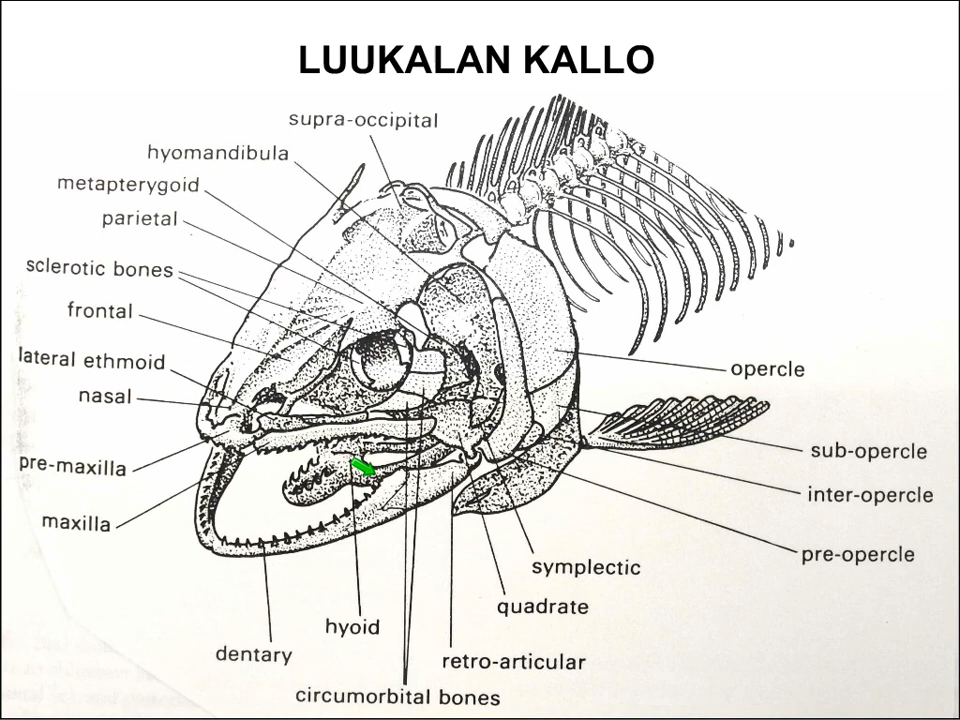 LUUKALAN KALLO
supra-occipital
hyomandibula
metapterygoid
parietal
sclerotic bones
frontal
lateral ethmoid
nasal
pre-maxilla
maxilla
opercle
sub-opercle
inter-opercle
pre-opercle
symplectic
quadrate
hyoid
dentary
retro-articular
circumorbital bones